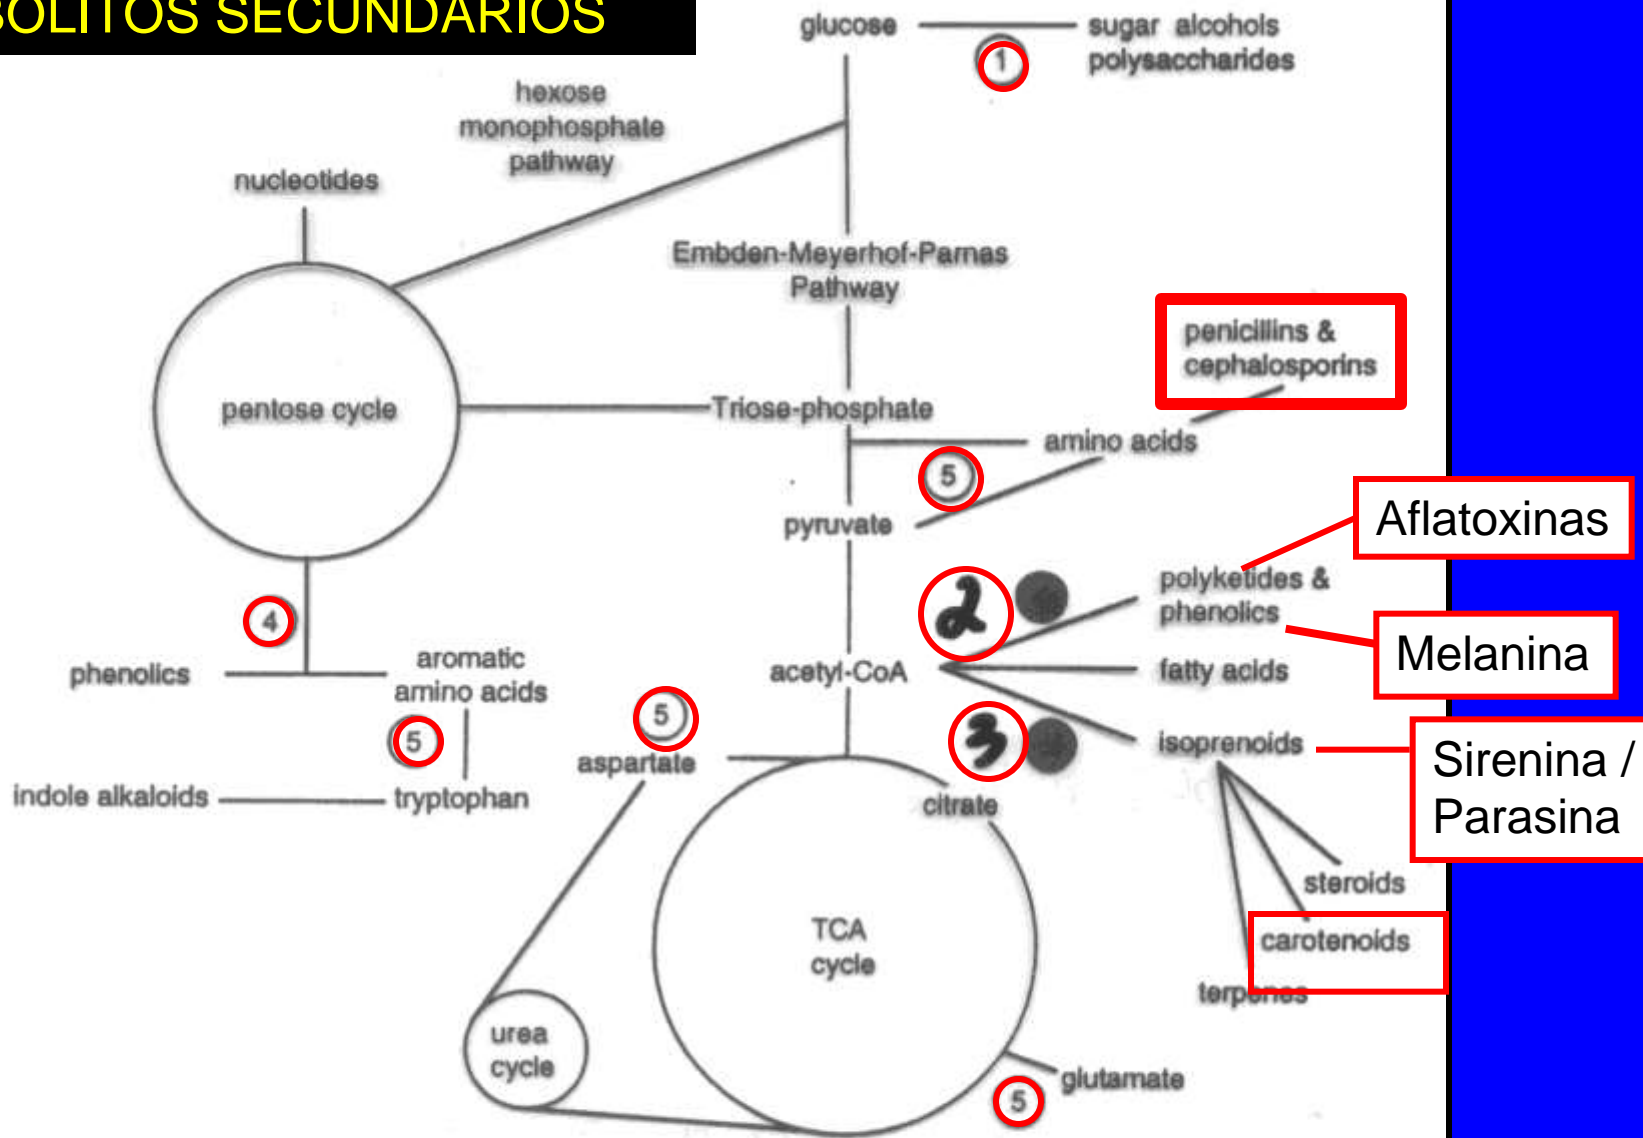 BOLITOS SECUNDARIOS
glucose
sugar alcohols
polysaccharides
1
hexose
monophosphate
pathway
nucleotides
Embden-Meyerhof-Parnas
Pathway
penicillins &
cephalosporins
pentose cycle
Triose-phosphate
amino acids
5
pyruvate
Aflatoxinas
2
polyketides &
phenolics
4
Melanina
phenolics
aromatic
amino acids
acetyl-CoA
fatty acids
5
5
3
isoprenoids
Sirenina /
Parasina
aspartate
indole alkaloids
tryptophan
citrate
steroids
carotenoids
terpenes
TCA
cycle
urea
cycle
glutamate
5